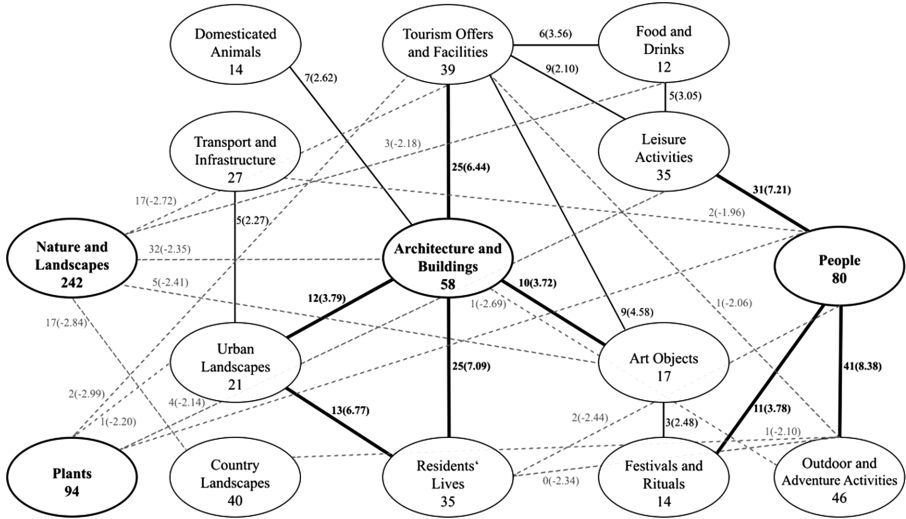 Domesticated
Animals
14
Tourism Offers
and Facilities
39
Food and
Drinks
12
6(3.56)
9(2.10)
7(2.62)
5(3.05)
Transport and
Infrastructure
27
3(-2.18)
Leisure
Activities
35
25(6.44)
31(7.21)
17(-2.72)
5(2.27)
2(-1.96)
Nature and
Landscapes
242
32(-2.35)
Architecture and
Buildings
58
People
80
5(-2.41)
10(3.72)
12(3.79)
1(-2.69)
1(-2.06)
17(-2.84)
9(4.58)
Urban
Landscapes
21
Art Objects
17
25(7.09)
41(8.38)
2(-2.99)
4(-2.14)
1(-2.20)
13(6.77)
2(-2.44)
11(3.78)
3(2.48)
1(-2.10)
Plants
94
Country
Landscapes
40
Residents‘
Lives
35
0(-2.34)
Festivals and
Rituals
14
Outdoor and
Adventure Activities
46